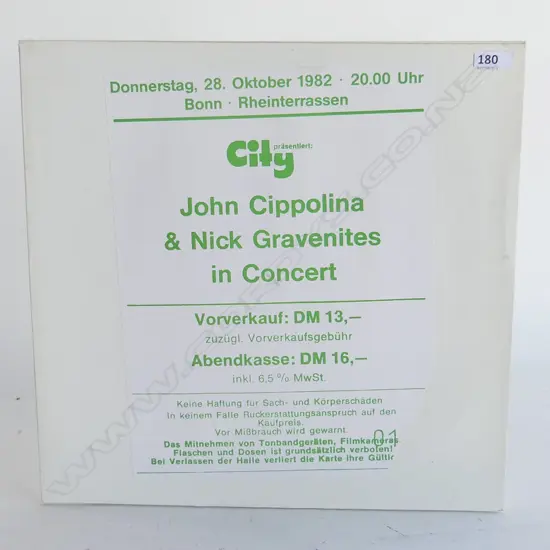 180
Donnerstag, 28. Oktober 1982 · 20.00 Uhr
Bonn · Rheinterrassen
präsentiert:
City
John Cippolina
& Nick Gravenites
in Concert
Vorverkauf: DM 13,—
zuzügl. Vorverkaufsgebühr
Abendkasse: DM 16,—
inkl. 6,5 % MwSt.
Keine Haftung für Sach- und Körperschäden
In keinem Falle Rückerstattungsanspruch auf den
Kaufpreis.
Vor Mißbrauch wird gewarnt.
Das Mitnehmen von Tonbandgeräten, Filmkameras
Flaschen und Dosen ist grundsätzlich verboten!
Bei Verlassen der Halle verliert die Karte ihre Gültig